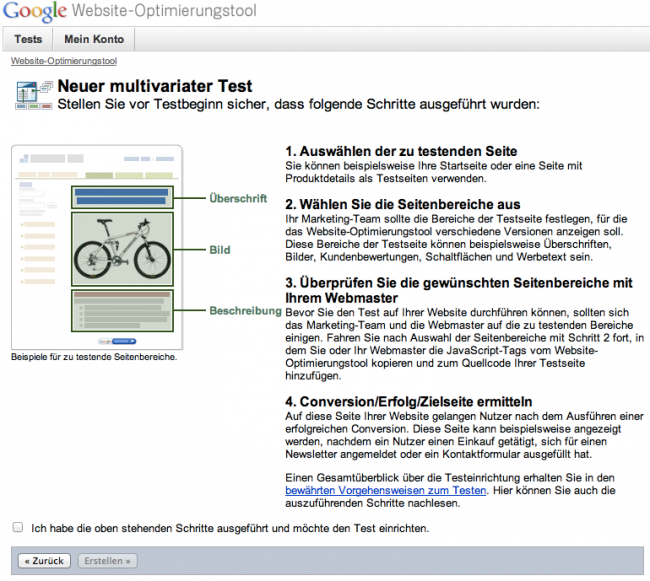 Google Website-Optimierungstool
Tests
Mein Konto
Website-Optimierungstool
Neuer multivariater Test
Stellen Sie vor Testbeginn sicher, dass folgende Schritte ausgeführt wurden:
Überschrift
Bild
Beschreibung
Google
Beispiele für zu testende Seitenbereiche.
1. Auswählen der zu testenden Seite
Sie können beispielsweise Ihre Startseite oder eine Seite mit
Produktdetails als Testseiten verwenden.
2. Wählen Sie die Seitenbereiche aus
Ihr Marketing-Team sollte die Bereiche der Testseite festlegen, für die
das Website-Optimierungstool verschiedene Versionen anzeigen soll.
Diese Bereiche der Testseite können beispielsweise Überschriften,
Bilder, Kundenbewertungen, Schaltflächen und Werbetext sein.
3. Überprüfen Sie die gewünschten Seitenbereiche mit
Ihrem Webmaster
Bevor Sie den Test auf Ihrer Website durchführen können, sollten sich
das Marketing-Team und die Webmaster auf die zu testenden Bereiche
einigen. Fahren Sie nach Auswahl der Seitenbereiche mit Schritt 2 fort, in
dem Sie oder Ihr Webmaster die JavaScript-Tags vom Website-
Optimierungstool kopieren und zum Quellcode Ihrer Testseite
hinzufügen.
4. Conversion/Erfolg/Zielseite ermitteln
Auf diese Seite Ihrer Website gelangen Nutzer nach dem Ausführen einer
erfolgreichen Conversion. Diese Seite kann beispielsweise angezeigt
werden, nachdem ein Nutzer einen Einkauf getätigt, sich für einen
Newsletter angemeldet oder ein Kontaktformular ausgefüllt hat.
Einen Gesamtüberblick über die Testeinrichtung erhalten Sie in den
bewährten Vorgehensweisen zum Testen. Hier können Sie auch die
auszuführenden Schritte nachlesen.
Ich habe die oben stehenden Schritte ausgeführt und möchte den Test einrichten.
« Zurück
Erstellen »